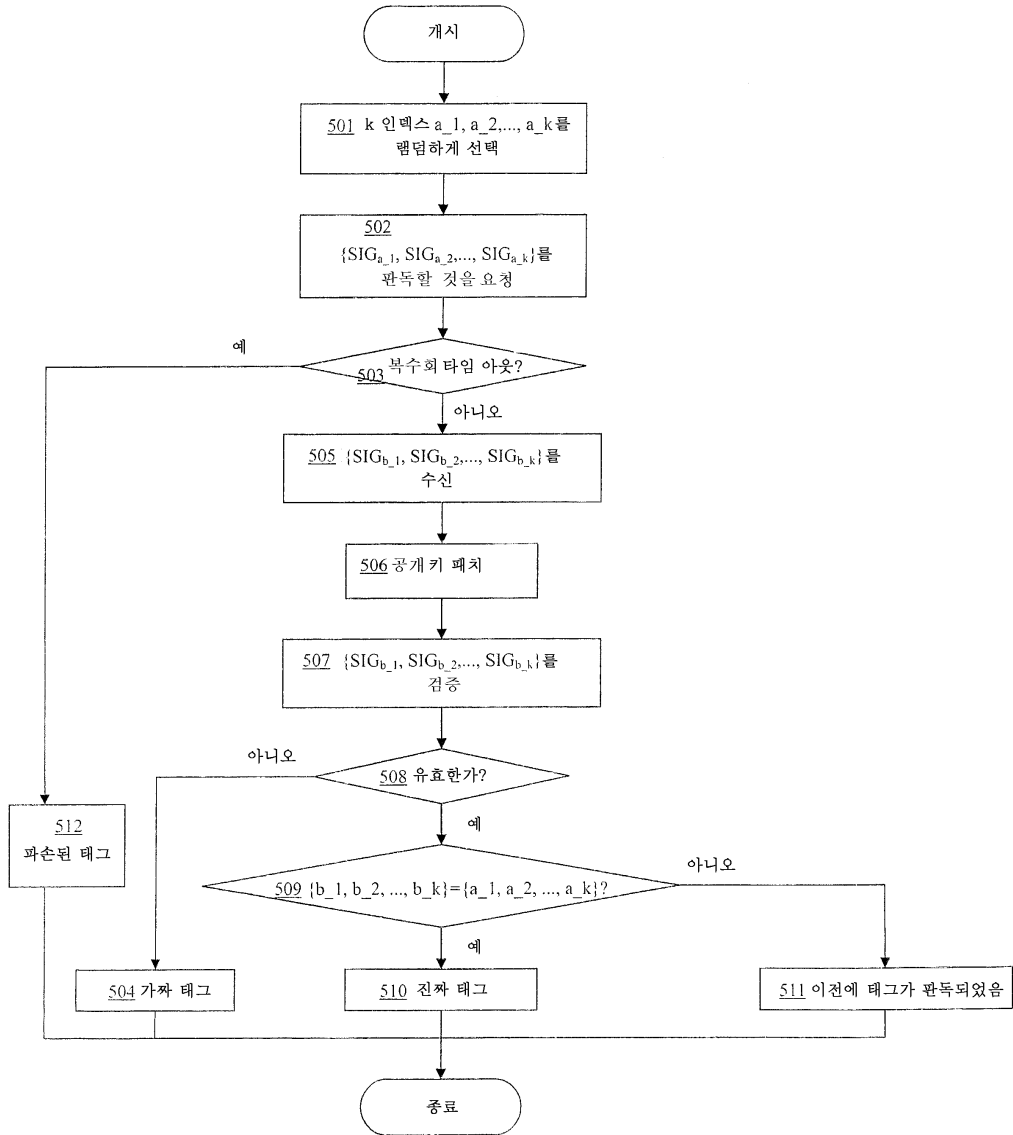 개시
501 k 인덱스 a_1, a_2,..., a_k를
램덤하게 선택
502
{SIGa_1, SIGa_2,..., SIGa_k}를
판독할 것을 요청
예
503 복수회 타임 아웃?
아니오
505 {SIGb_1, SIGb_2,..., SIGb_k}를
수신
506 공개 키 패치
507 {SIGb_1, SIGb_2,..., SIGb_k}를
검증
아니오
508 유효한가?
예
512
파손된 태그
아니오
509 {b_1, b_2, ..., b_k}={a_1, a_2, ..., a_k}?
예
504 가짜 태그
510 진짜 태그
511 이전에 태그가 판독되었음
종료